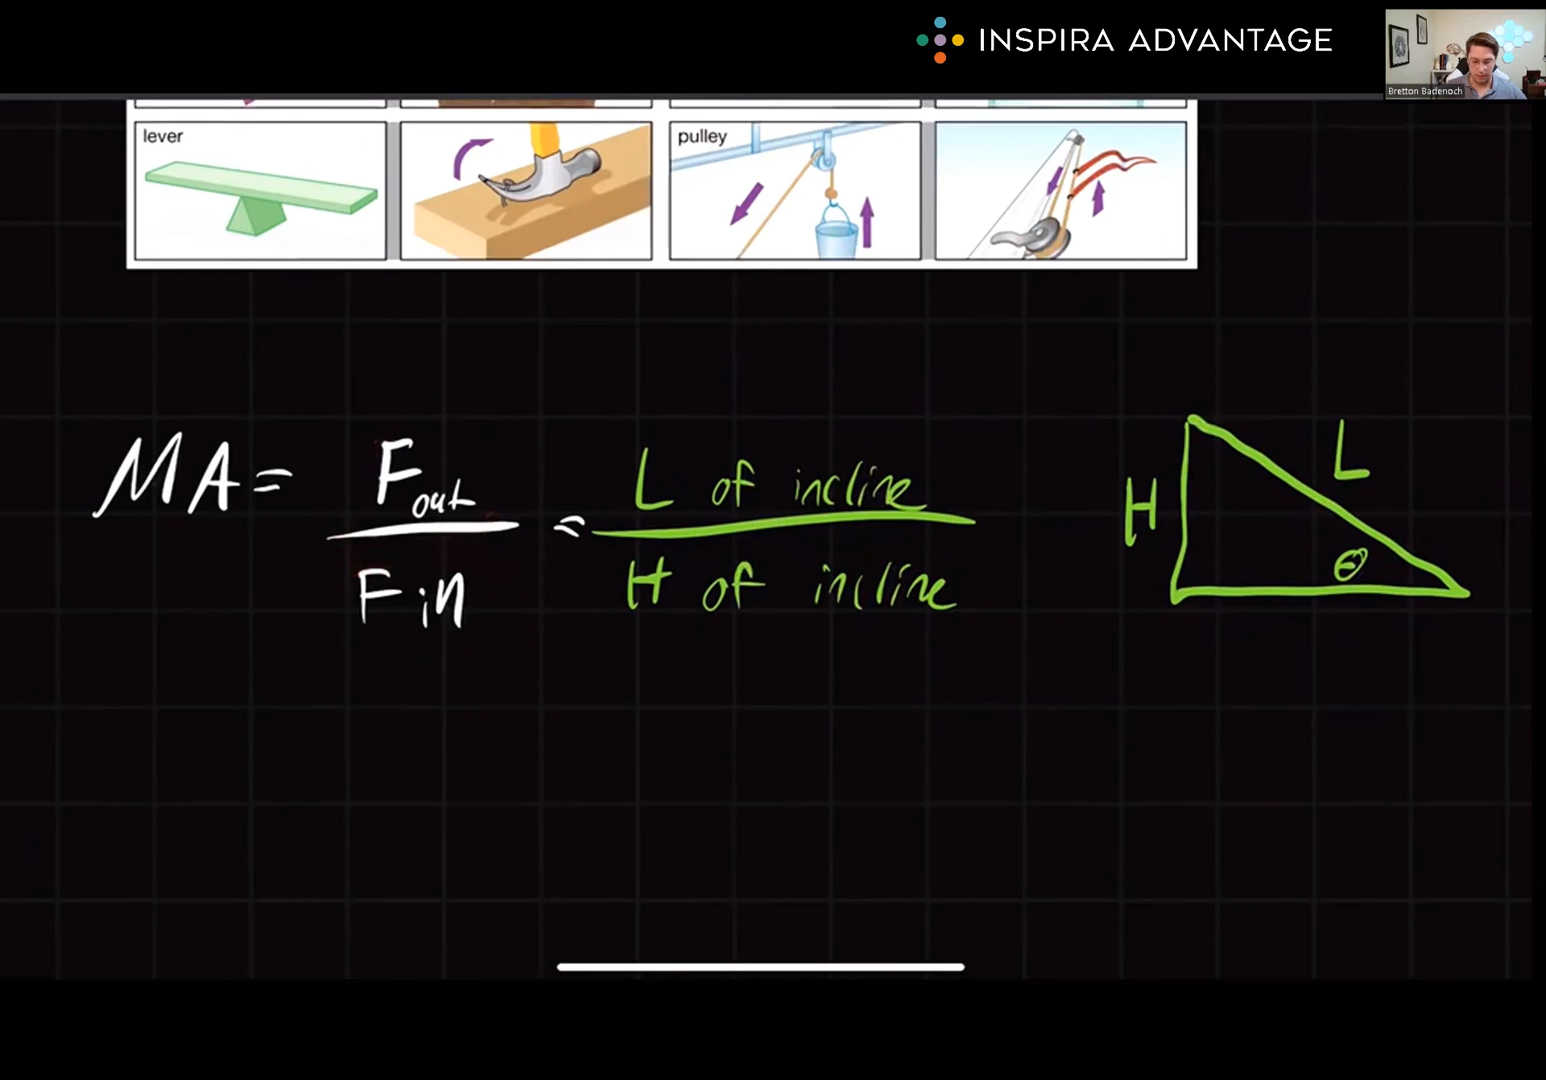 INSPIRA ADVANTAGE
Bretton Badenoch
lever
pulley
MA = F out / F in = L of incline / H of incline
H
L
θ